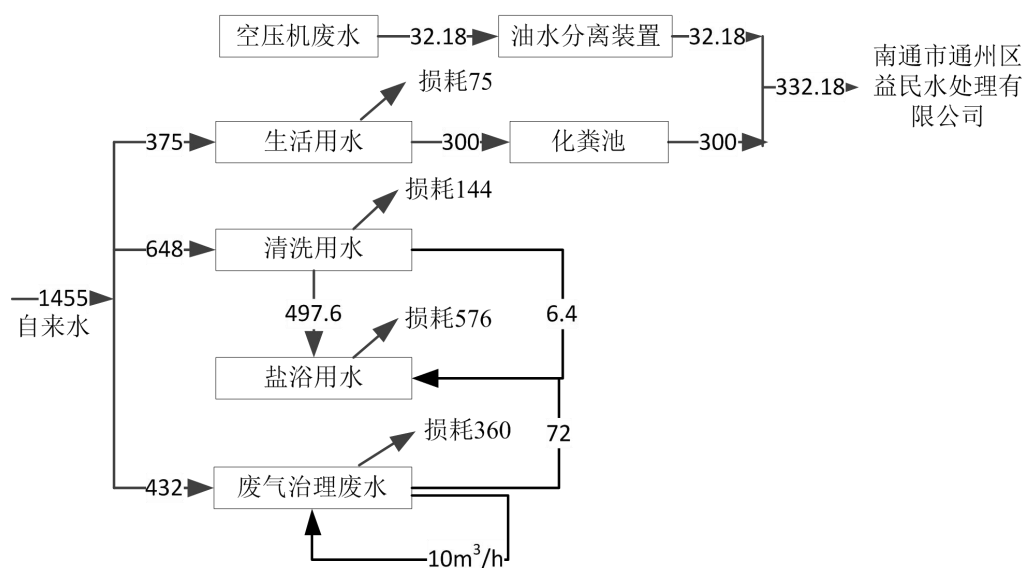 空压机废水
32.18
油水分离装置
32.18
南通市通州区
益民水处理有
限公司
332.18
损耗75
375
生活用水
300
化粪池
300
损耗144
648
清洗用水
1455
自来水
497.6
6.4
损耗576
盐浴用水
损耗360
72
432
废气治理废水
10m³/h